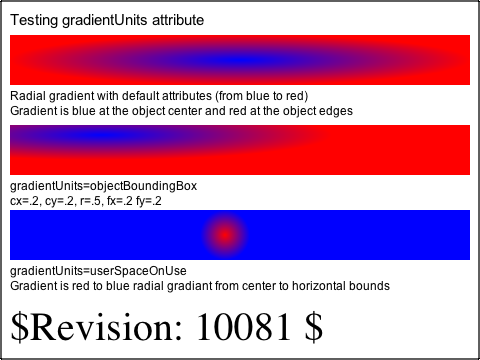 Testing gradientUnits attribute
Radial gradient with default attributes (from blue to red)
Gradient is blue at the object center and red at the object edges
gradientUnits=objectBoundingBox
cx=.2, cy=.2, r=.5, fx=.2 fy=.2
gradientUnits=userSpaceOnUse
Gradient is red to blue radial gradiant from center to horizontal bounds
$Revision: 10081 $